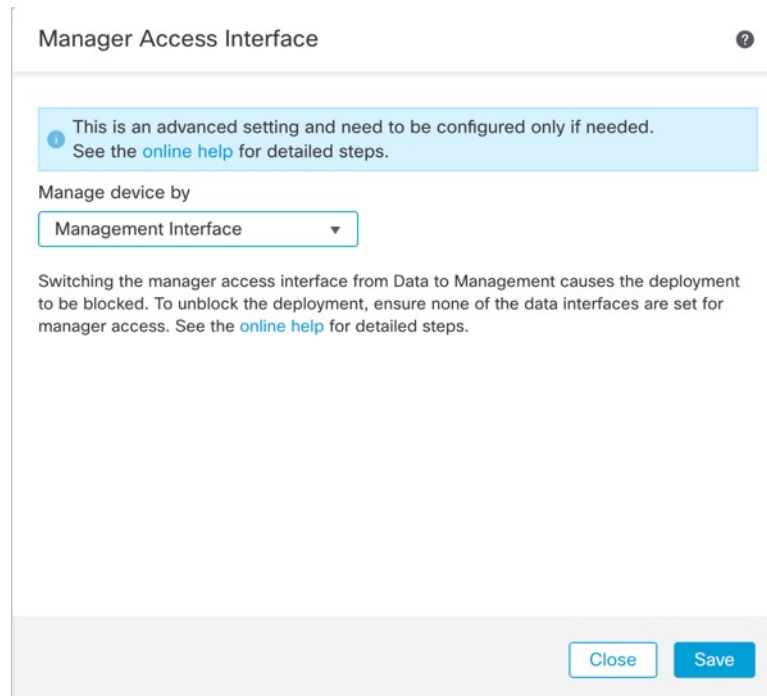 Manager Access Interface
This is an advanced setting and need to be configured only if needed.
See the online help for detailed steps.
Manage device by
Management Interface
Switching the manager access interface from Data to Management causes the deployment
to be blocked. To unblock the deployment, ensure none of the data interfaces are set for
manager access. See the online help for detailed steps.
Close Save